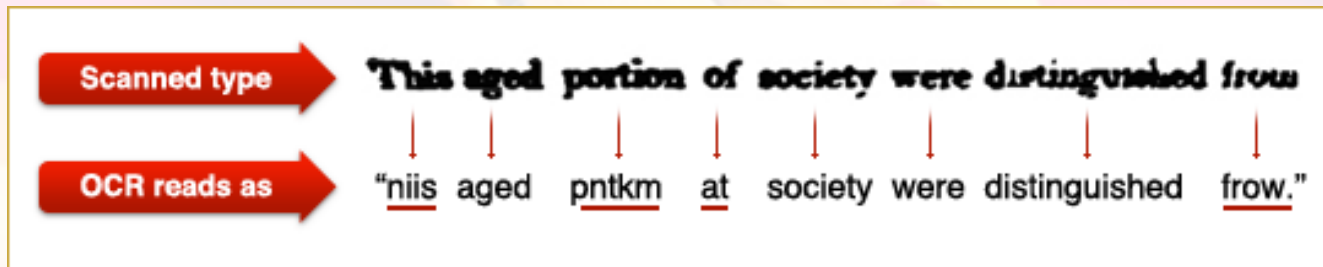 Scanned type This aged portion of society were distinguished from
OCR reads as "niis aged pntkm at society were distinguished frow."